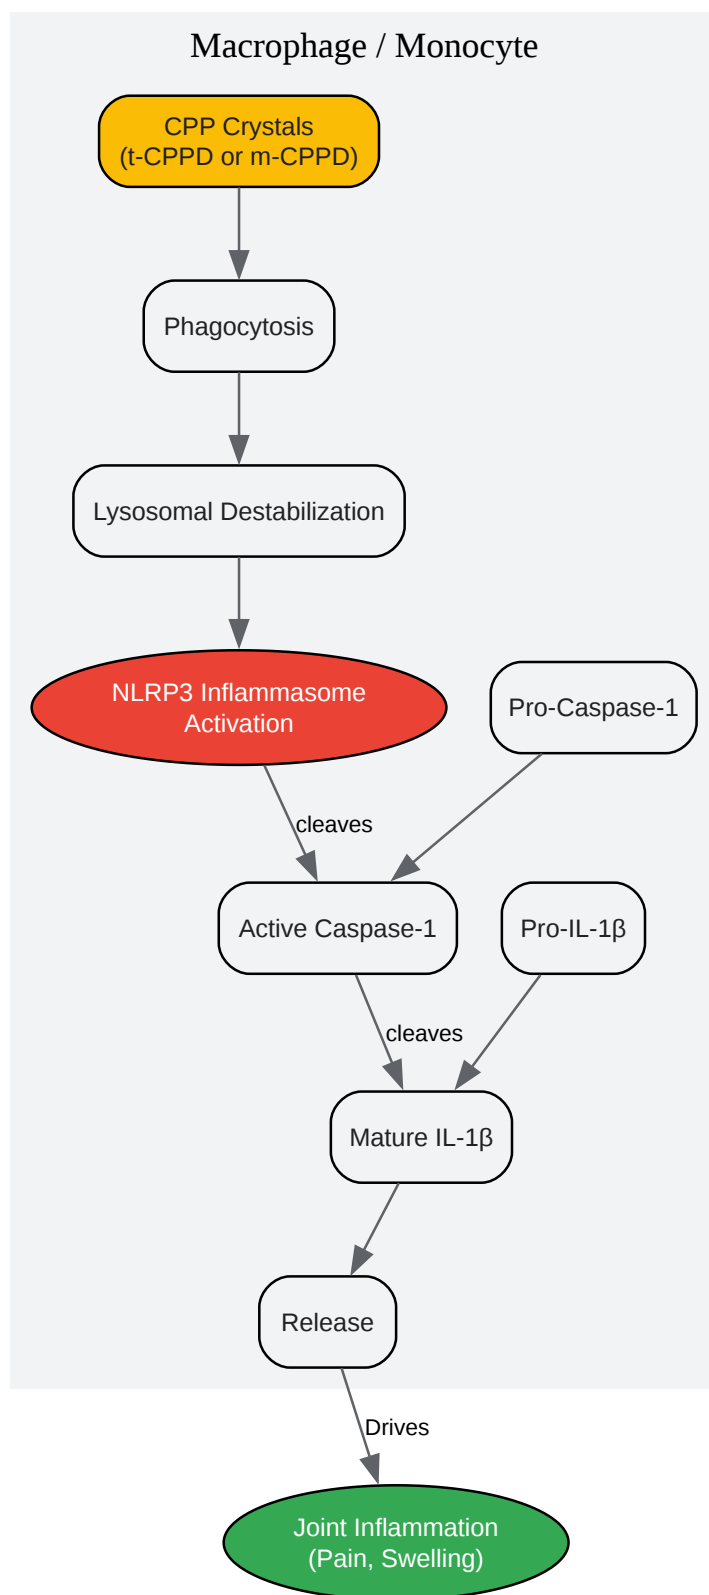 Macrophage / Monocyte
CPP Crystals
(t-CPPD or m-CPPD)
Phagocytosis
Lysosomal Destabilization
NLRP3 Inflammasome
Activation
Pro-Caspase-1
cleaves
Active Caspase-1
Pro-IL-1β
cleaves
Mature IL-1β
Release
Drives
Joint Inflammation
(Pain, Swelling)